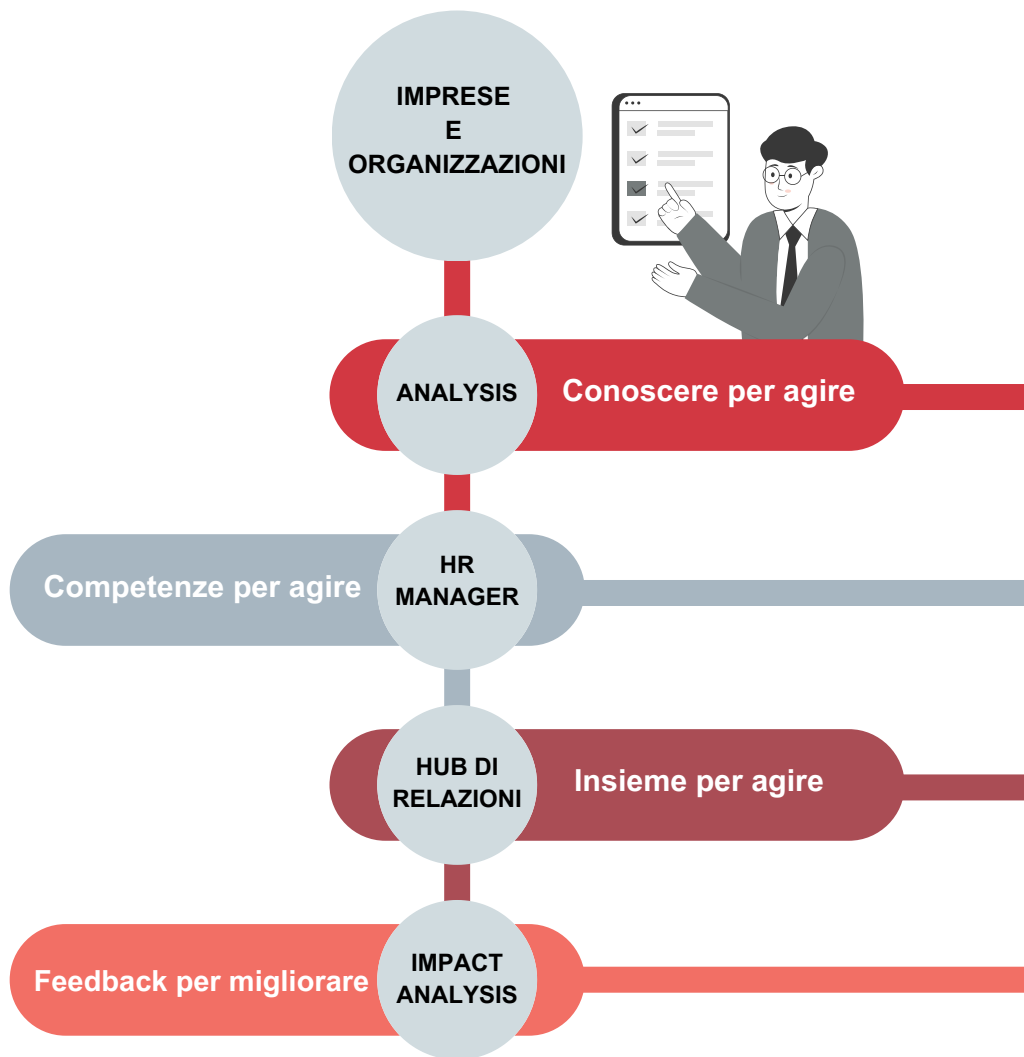 IMPRESE
E
ORGANIZZAZIONI
ANALYSIS
Conoscere per agire
Competenze per agire
HR
MANAGER
HUB DI
RELAZIONI
Insieme per agire
Feedback per migliorare
IMPACT
ANALYSIS